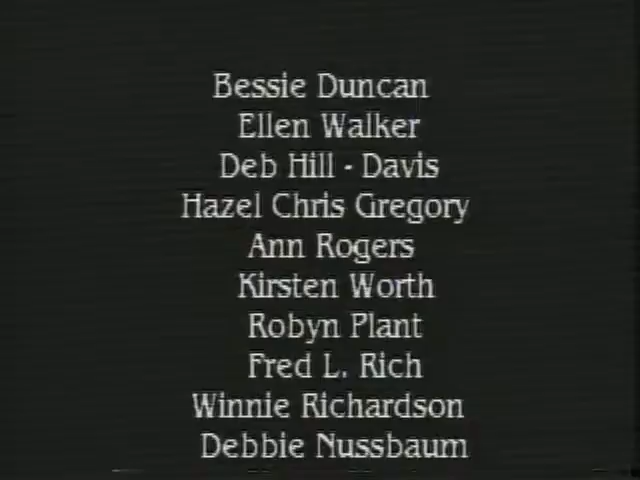 Bessie Duncan
Ellen Walker
Deb Hill - Davis
Hazel Chris Gregory
Ann Rogers
Kirsten Worth
Robyn Plant
Fred L. Rich
Winnie Richardson
Debbie Nussbaum